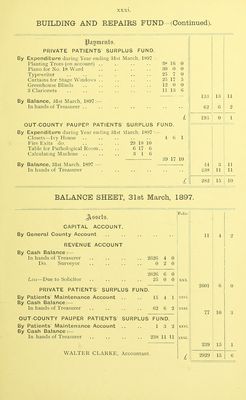 xxxi.
BUILDING AND REPAIRS FUND—(Continued).
Payments.
PRIVATE PATIENTS SURPLUS FUND.
By Expenditure during Year ending 31st March, 1897
Planting Trees (on account) .. 38 16 0
Piano for No. 18 Ward .. 30 0 0
Typewriter .. 25 7 0
Curtains for Stage Windows .. 25 17 5
Greenhouse Blinds .. 12 0 0
3 Clarionets .. 11 13 6
133 13 11
By Balance, 31st March, 1897:—
In hands of Treasurer .. 62 6 2
£ 195 0 1
OUT-COUNTY PAUPER PATIENTS SURPLUS FUND.
By Expenditure during Year ending 31st March, 1897:—
Closets—Ivy House .. 4 6 1
Fire Exits do. .. 29 18 10
Table for Pathological Room .. 6 17 6
Calculating Machine .. 3 1 6
39 17 10
44 3 11
By Balance, 31st March, 1897—
In hands of Treasurer .. 238 11 11
£ 282 15 10
BALANCE SHEET, 31st March, 1897.
Assets.
Folio
CAPITAL ACCOUNT.
By General County Account .. 11 4 2
REVENUE ACCOUNT
By Cash Balance:—
In hands of Treasurer .. 2626 4 0
Do. Surveyor .. 0 2 0
2626 6 0
Less—Due to Solicitor .. 25 0 0
2601 6 0
PRIVATE PATIENTS SURPLUS FUND.
By Patients' Maintenance Account .. 15 4 1
By Cash Balance:—
In hands of Treasurer .. 62 6 2
77 10 3
OUT-COUNTY PAUPER PATIENTS SURPLUS FUND.
By Patients' Maintenance Account .. 1 3 2
By Cash Balance:—
In hands of Treasurer .. 238 11 11
239 15 1
WALTER CLARKE, Accountant.
£ 2929 15 6